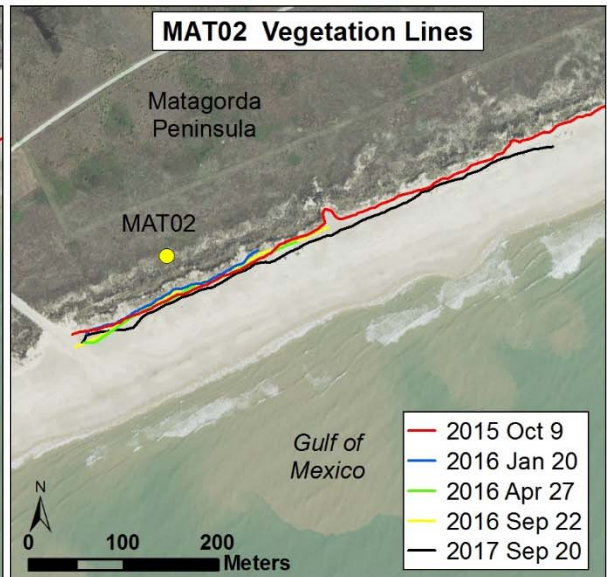 MAT02 Vegetation Lines
Matagorda
Peninsula
MAT02
Gulf of
Mexico
2015 Oct 9
2016 Jan 20
2016 Apr 27
2016 Sep 22
2017 Sep 20
N
0 100 200
Meters